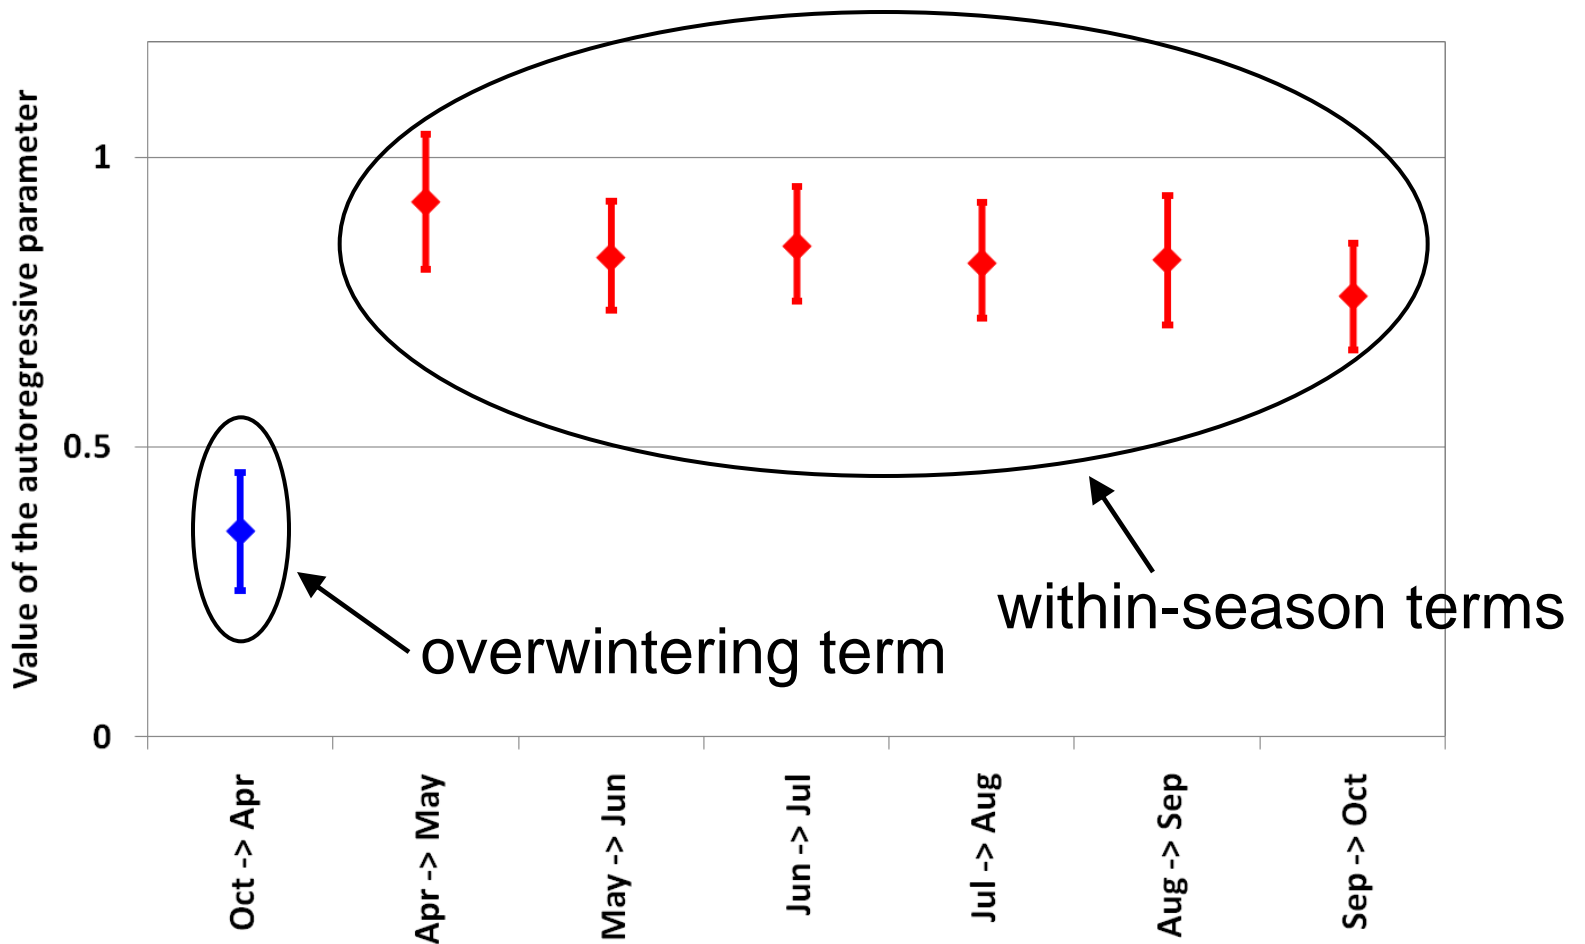 Value of the autoregressive parameter
1
0.5
0
within-season terms
overwintering term
Oct -> Apr
Apr -> May
May -> Jun
Jun -> Jul
Jul -> Aug
Aug -> Sep
Sep -> Oct